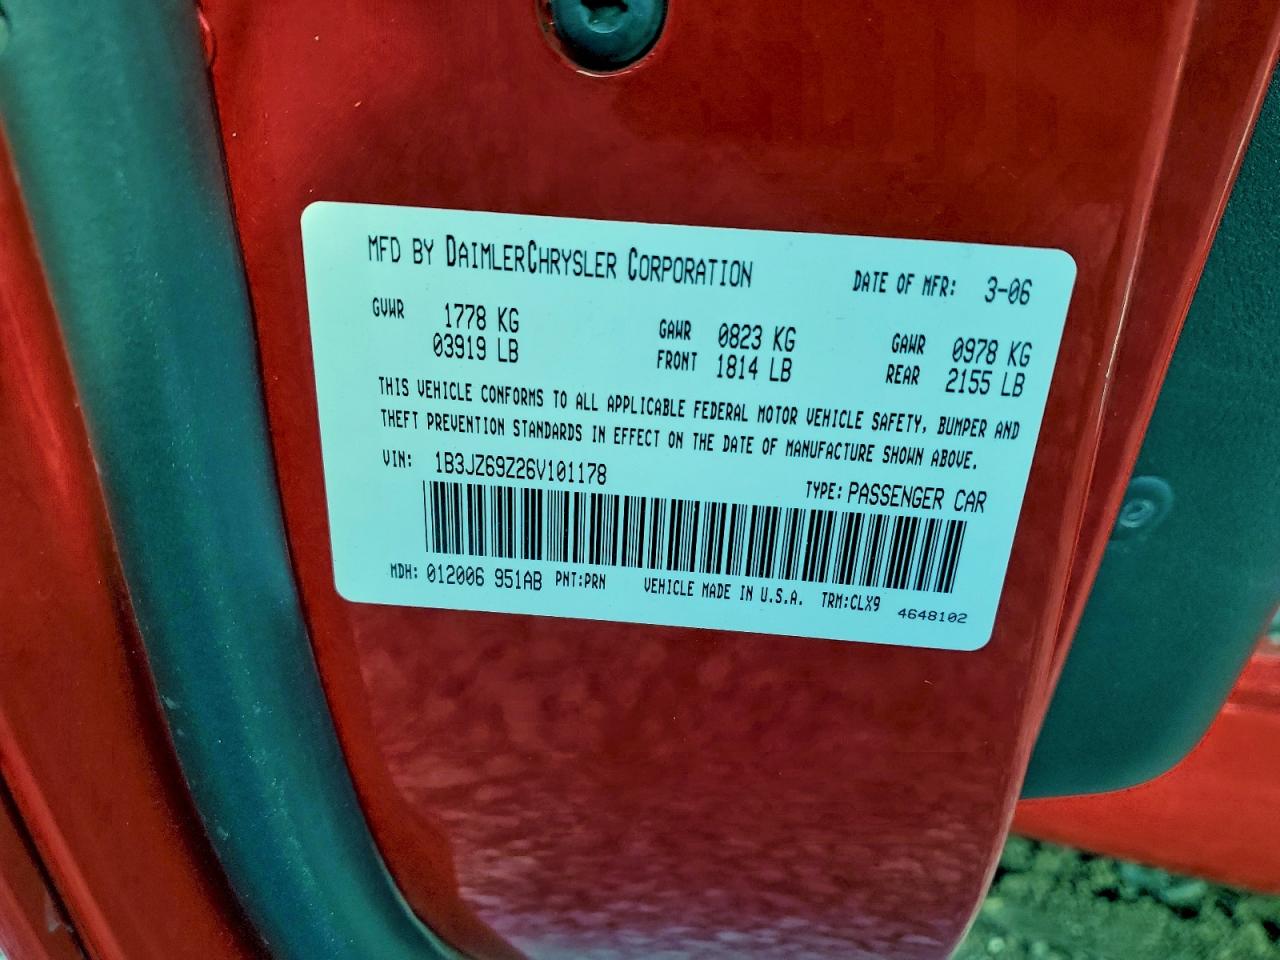 MFD BY DAIMLERCHRYSLER CORPORATION DATE OF MFR: 3-06
GVWR 1778 KG GAWR 0823 KG GAWR 0978 KG
03919 LB FRONT 1814 LB REAR 2155 LB
THIS VEHICLE CONFORMS TO ALL APPLICABLE FEDERAL MOTOR VEHICLE SAFETY, BUMPER AND
THEFT PREVENTION STANDARDS IN EFFECT ON THE DATE OF MANUFACTURE SHOWN ABOVE.
VIN: 1B3JZ69Z26V101178 TYPE: PASSENGER CAR
MDH: 012006 951AB PNT:PRN VEHICLE MADE IN U.S.A. TRM:CLX9 4648102